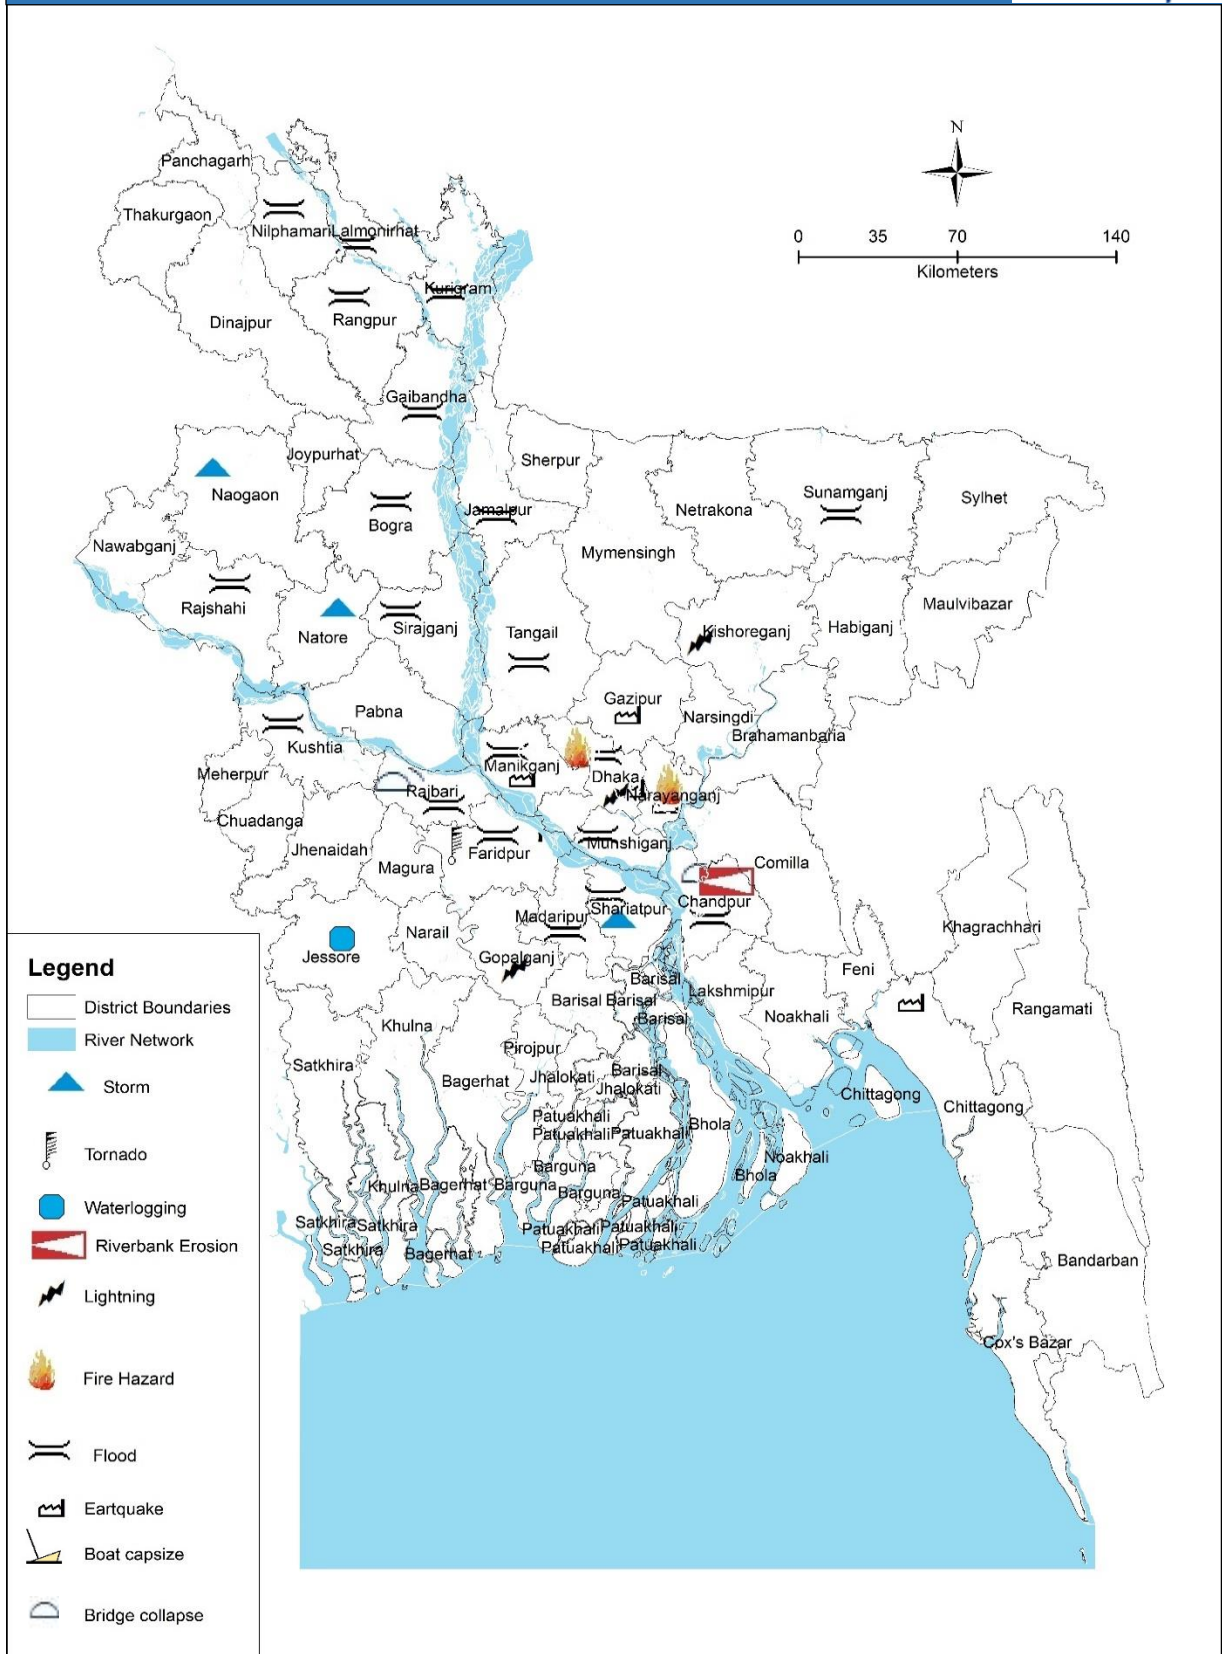 N
0 35 70 140
Kilometers
Panchagarh
Thakurgaon
Nilphamari
Lalmonirhat
Kurigram
Dinajpur
Rangpur
Gaibandha
Joypurhat
Naogaon
Sherpur
Bogra
Jamalpur
Netrakona
Sunamganj
Sylhet
Nawabganj
Mymensingh
Rajshahi
Natore
Sirajganj
Tangail
Kishoreganj
Habiganj
Maulvibazar
Pabna
Gazipur
Narsingdi
Brahamanbaria
Kushtia
Manikganj
Dhaka
Meherpur
Rajbari
Narayanganj
Chuadanga
Jhenaidah
Magura
Faridpur
Munshiganj
Comilla
Chandpur
Shariatpur
Madaripur
Khagrachhari
Narail
Jessore
Gopalganj
Feni
Barisal
Lakshmipur
Barisal Barisal
Barisal
Noakhali
Rangamati
Khulna
Pirojpur
Satkhira
Bagerhat
Jhalokati
Barisal
Jhalokati
Chittagong
Chittagong
Patuakhali
Patuakhali
Patuakhali
Bhola
Noakhali
Barguna
Bhola
Khulna
Bagerhat
Barguna
Barguna
Patuakhali
Satkhira
Satkhira
Patuakhali
Patuakhali
Satkhira
Bagerhat
Patuakhali
Patuakhali
Bandarban
Cox's Bazar
Legend
District Boundaries
River Network
Storm
Tornado
Waterlogging
Riverbank Erosion
Lightning
Fire Hazard
Flood
Eartquake
Boat capsize
Bridge collapse